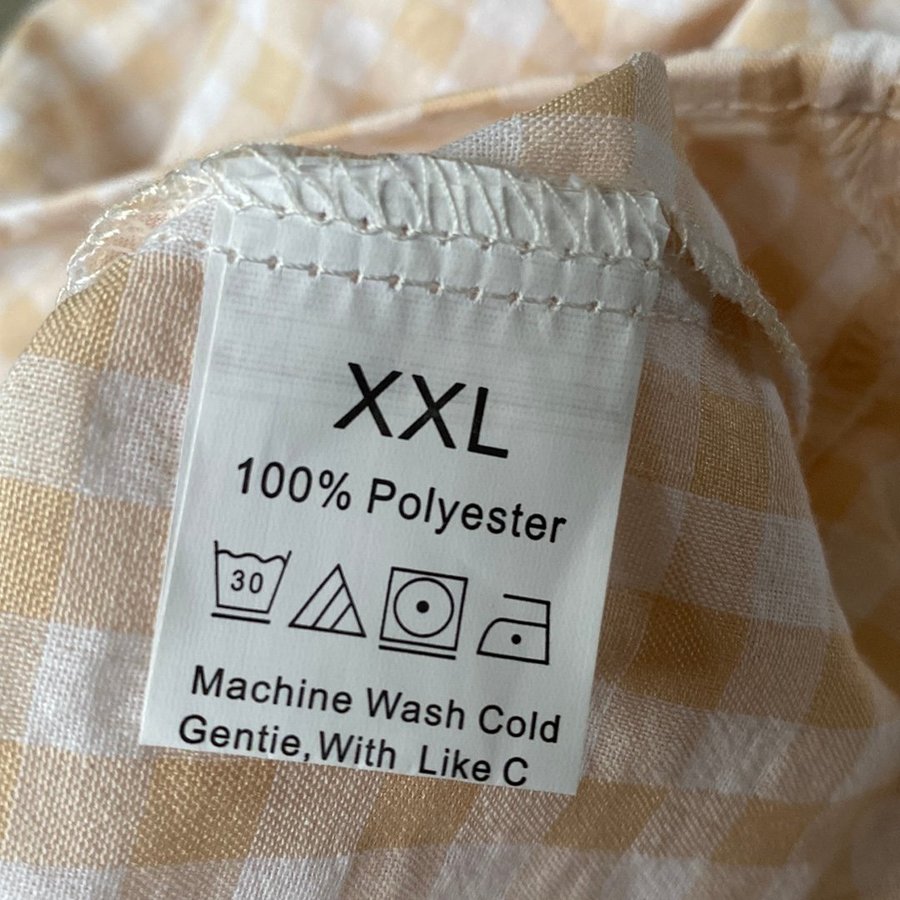 XXL
100% Polyester
30
Machine Wash Cold
Gentie, With Like C